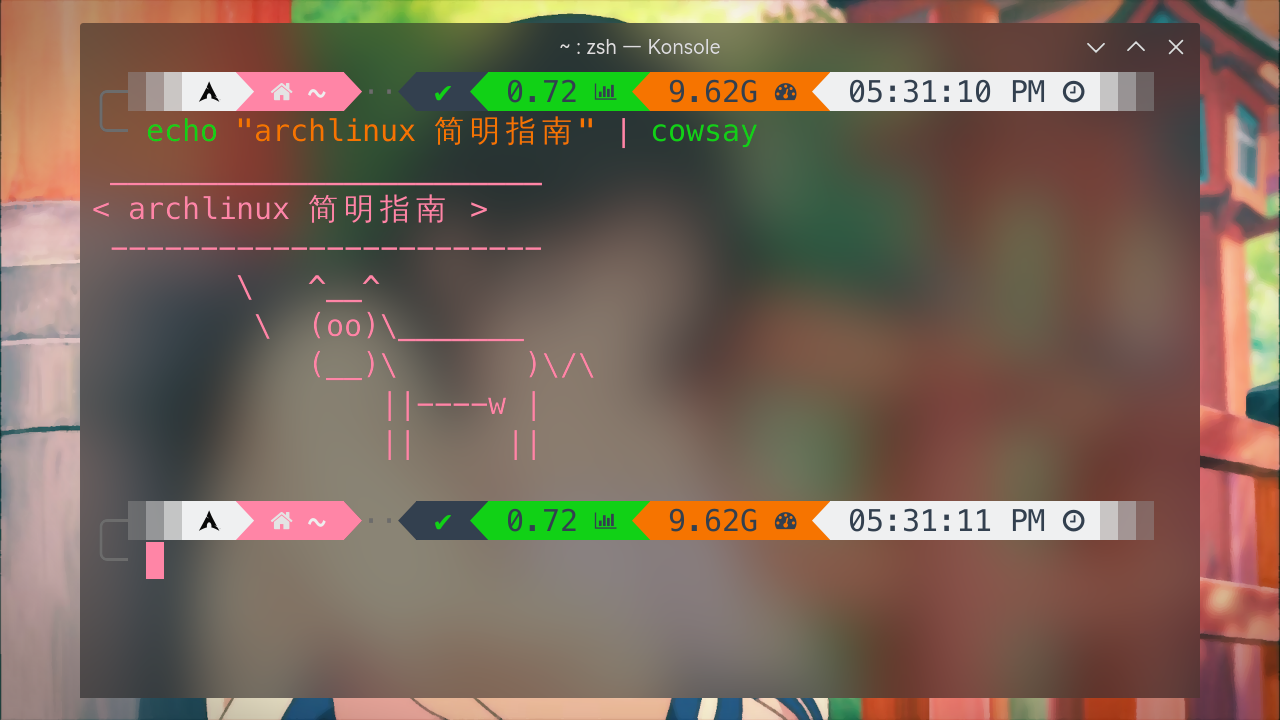 ~ : zsh — Konsole
~ ·· ✔ 0.72 9.62G 05:31:10 PM
echo "archlinux 简明指南" | cowsay
________________________
< archlinux 简明指南 >
------------------------
\   ^__^
\  (oo)\_______
(__)\       )\/\
||----w |
||     ||
~ ·· ✔ 0.72 9.62G 05:31:11 PM